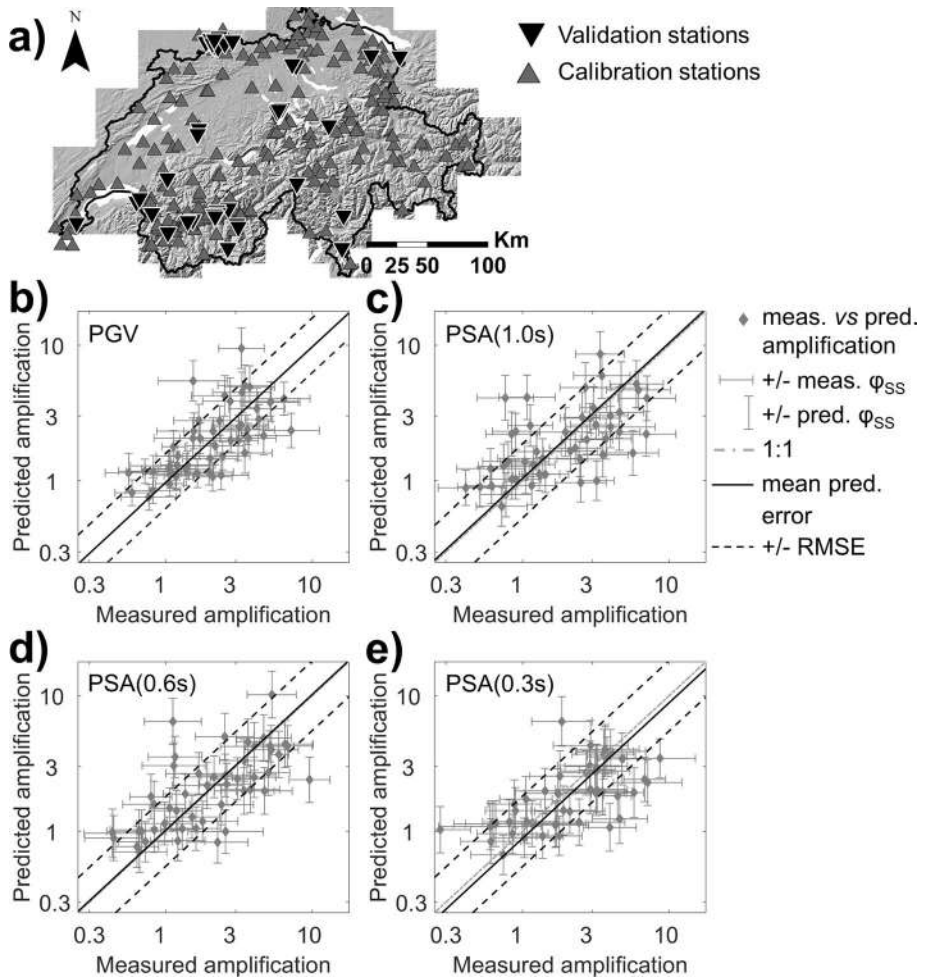 a)
N
Validation stations
Calibration stations
Km
0 25 50 100
b)
PGV
10
3
1
0.3
Predicted amplification
0.3 1 3 10
Measured amplification
c)
PSA(1.0s)
10
3
1
0.3
Predicted amplification
0.3 1 3 10
Measured amplification
meas. vs pred.
amplification
+/- meas. φSS
+/- pred. φSS
1:1
mean pred.
error
+/- RMSE
d)
PSA(0.6s)
10
3
1
0.3
Predicted amplification
0.3 1 3 10
Measured amplification
e)
PSA(0.3s)
10
3
1
0.3
Predicted amplification
0.3 1 3 10
Measured amplification